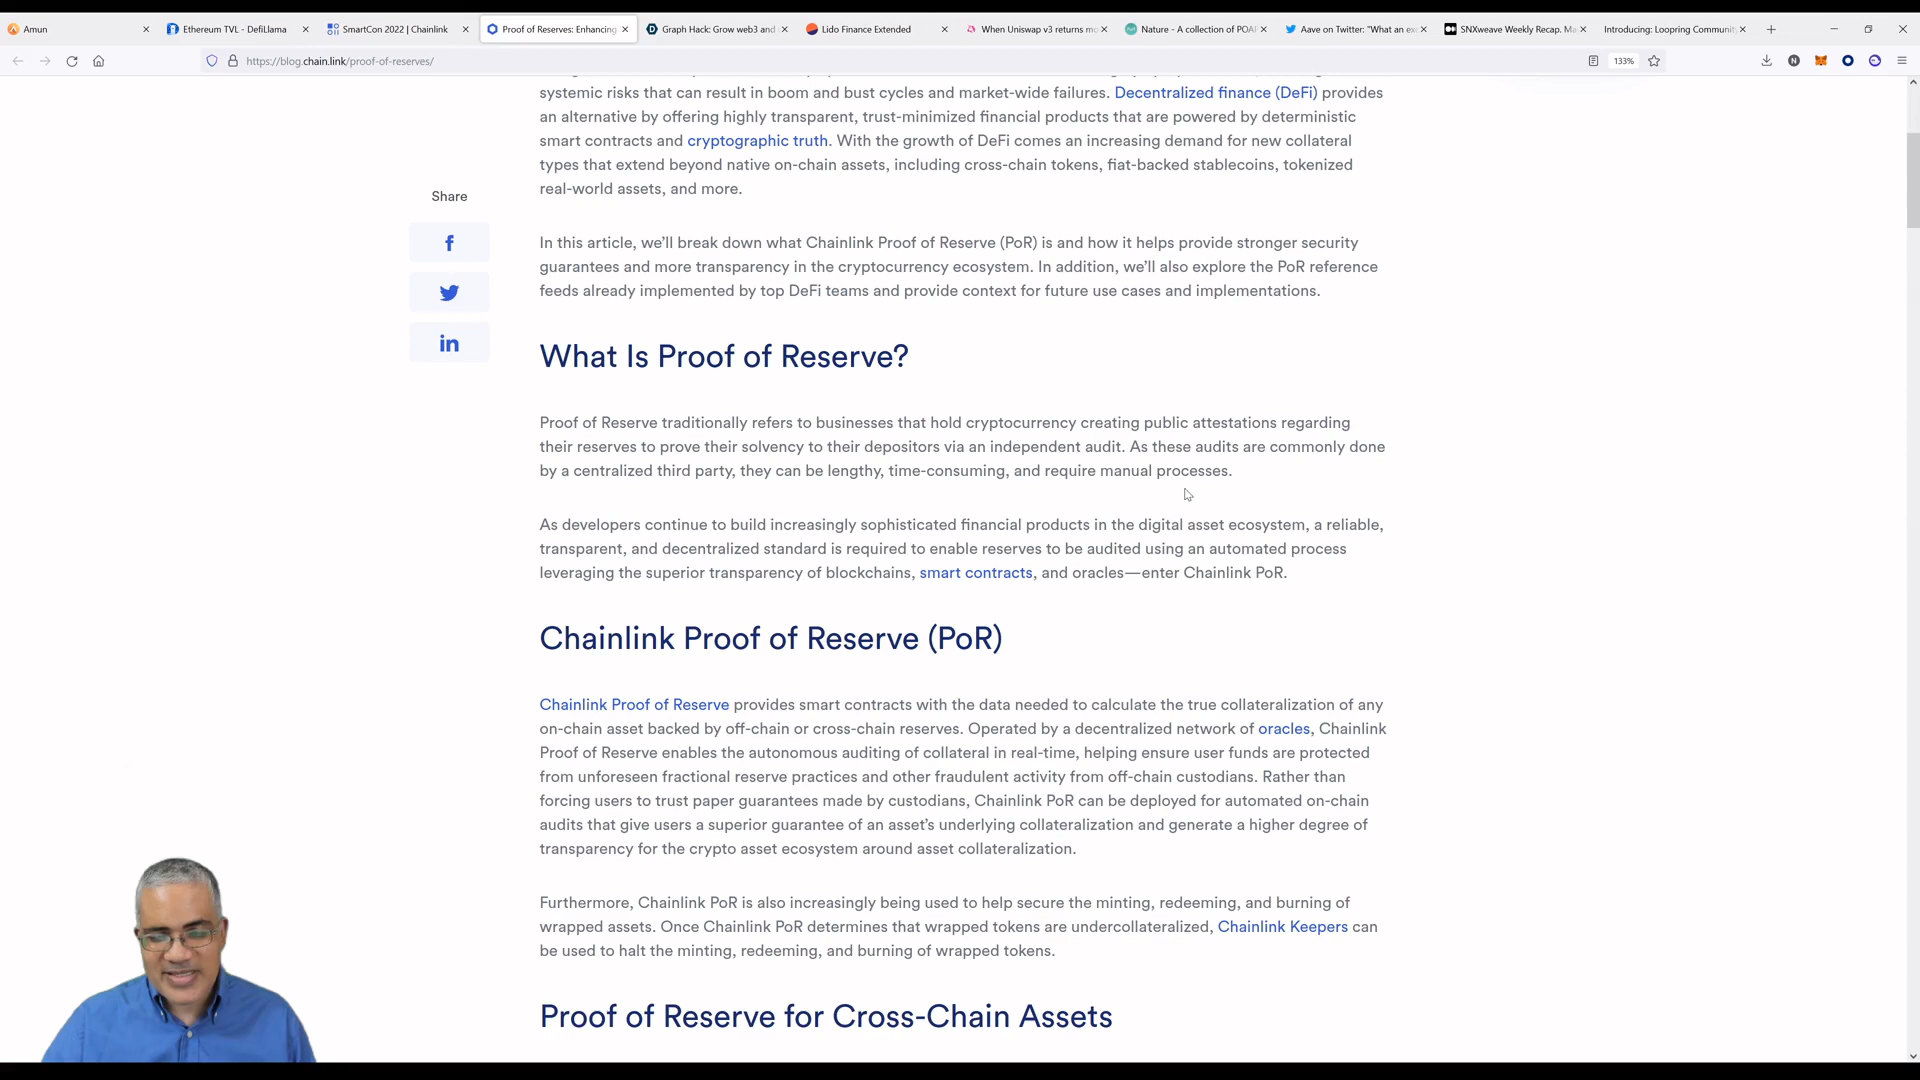 Amun
Ethereum TVL - DefiLlama
SmartCon 2022 | Chainlink
Proof of Reserves: Enhancing
Graph Hack: Grow web3 and
Lido Finance Extended
When Uniswap v3 returns mo
Nature - A collection of POAP
Aave on Twitter: "What an ex
SNXweave Weekly Recap. Ma
Introducing: Loopring Communit
https://blog.chain.link/proof-of-reserves/
133%
systemic risks that can result in boom and bust cycles and market-wide failures. Decentralized finance (DeFi) provides
an alternative by offering highly transparent, trust-minimized financial products that are powered by deterministic
smart contracts and cryptographic truth. With the growth of DeFi comes an increasing demand for new collateral
types that extend beyond native on-chain assets, including cross-chain tokens, fiat-backed stablecoins, tokenized
real-world assets, and more.
Share
In this article, we'll break down what Chainlink Proof of Reserve (PoR) is and how it helps provide stronger security
guarantees and more transparency in the cryptocurrency ecosystem. In addition, we'll also explore the PoR reference
feeds already implemented by top DeFi teams and provide context for future use cases and implementations.
What Is Proof of Reserve?
Proof of Reserve traditionally refers to businesses that hold cryptocurrency creating public attestations regarding
their reserves to prove their solvency to their depositors via an independent audit. As these audits are commonly done
by a centralized third party, they can be lengthy, time-consuming, and require manual processes.
As developers continue to build increasingly sophisticated financial products in the digital asset ecosystem, a reliable,
transparent, and decentralized standard is required to enable reserves to be audited using an automated process
leveraging the superior transparency of blockchains, smart contracts, and oracles—enter Chainlink PoR.
Chainlink Proof of Reserve (PoR)
Chainlink Proof of Reserve provides smart contracts with the data needed to calculate the true collateralization of any
on-chain asset backed by off-chain or cross-chain reserves. Operated by a decentralized network of oracles, Chainlink
Proof of Reserve enables the autonomous auditing of collateral in real-time, helping ensure user funds are protected
from unforeseen fractional reserve practices and other fraudulent activity from off-chain custodians. Rather than
forcing users to trust paper guarantees made by custodians, Chainlink PoR can be deployed for automated on-chain
audits that give users a superior guarantee of an asset's underlying collateralization and generate a higher degree of
transparency for the crypto asset ecosystem around asset collateralization.
Furthermore, Chainlink PoR is also increasingly being used to help secure the minting, redeeming, and burning of
wrapped assets. Once Chainlink PoR determines that wrapped tokens are undercollateralized, Chainlink Keepers can
be used to halt the minting, redeeming, and burning of wrapped tokens.
Proof of Reserve for Cross-Chain Assets